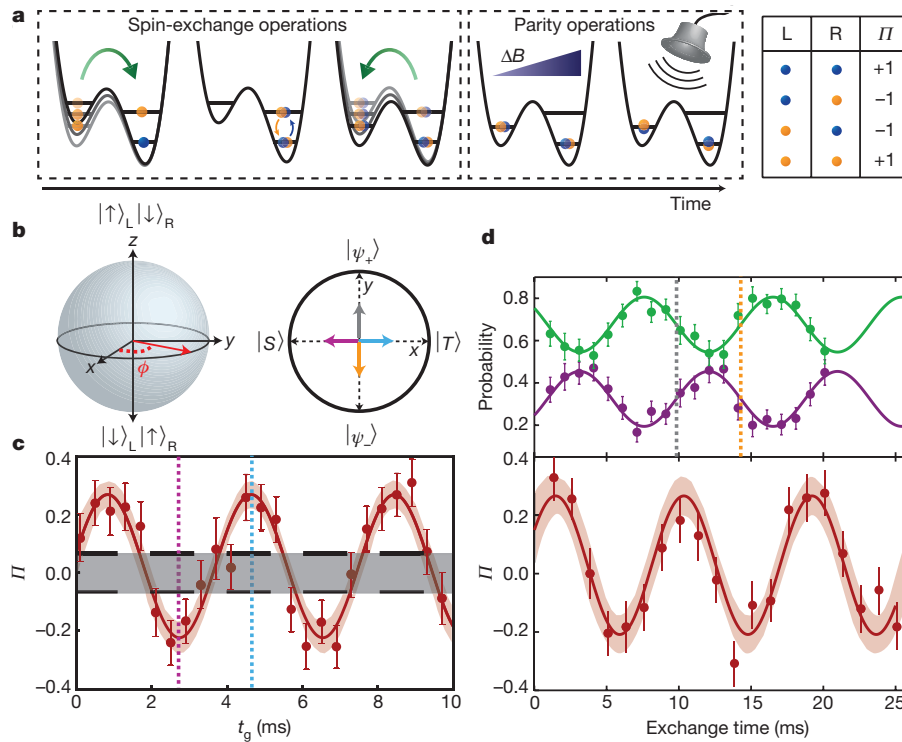 a
Spin-exchange operations
Parity operations
ΔB
L R Π
+1
−1
−1
+1
Time
b
|↑⟩L|↓⟩R
z
y
x
ϕ
|↓⟩L|↑⟩R
|ψ+⟩
y
|S⟩
x
|T⟩
|ψ−⟩
c
0.4
0.2
0.0
−0.2
−0.4
Π
0 2 4 6 8 10
tg (ms)
d
0.8
0.6
0.4
0.2
Probability
0.4
0.2
0.0
−0.2
−0.4
Π
0 5 10 15 20 25
Exchange time (ms)